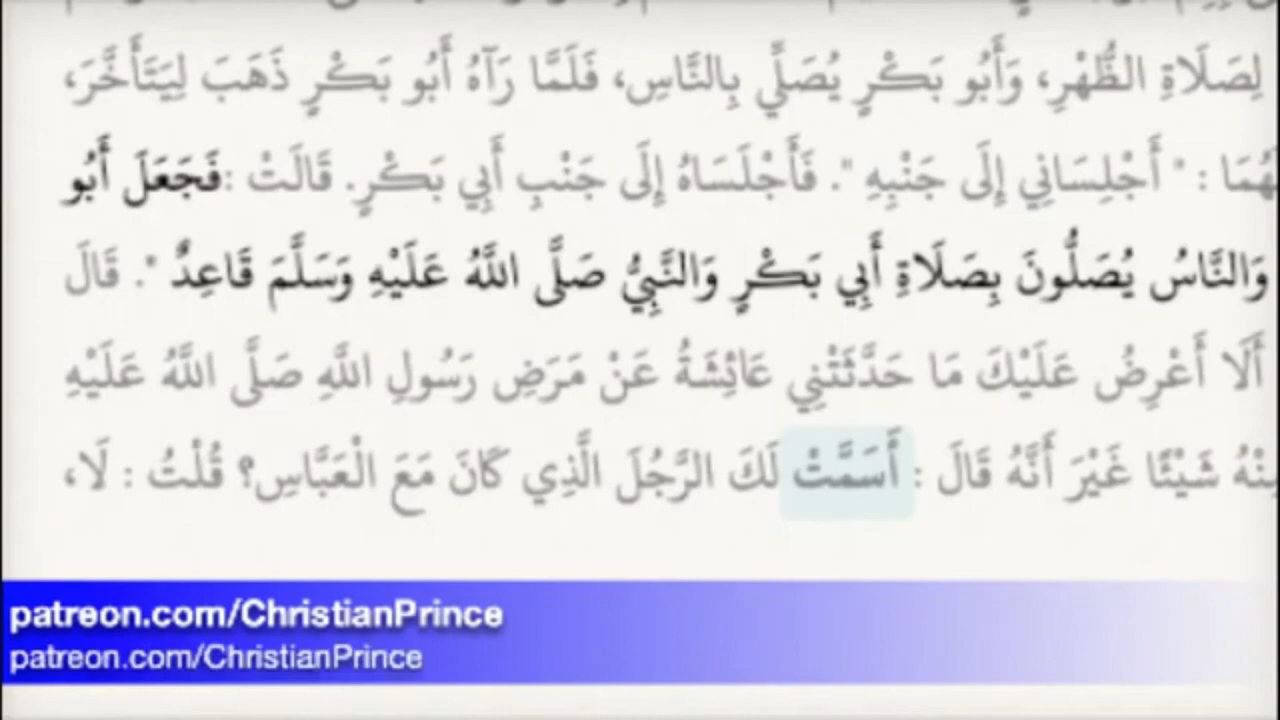 لِصَلَاةِ الظُّهْرِ، وَأَبُو بَكْرٍ يُصَلِّي بِالنَّاسِ، فَلَمَّا رَآهُ أَبُو بَكْرٍ ذَهَبَ لِيَتَأَخَّرَ،
لَهُمَا : " أَجْلِسَانِي إِلَى جَنْبِهِ ". فَأَجْلَسَاهُ إِلَى جَنْبِ أَبِي بَكْرٍ. قَالَتْ :فَجَعَلَ أَبُو
وَالنَّاسُ يُصَلُّونَ بِصَلَاةِ أَبِي بَكْرٍ وَالنَّبِيُّ صَلَّى اللَّهُ عَلَيْهِ وَسَلَّمَ قَاعِدٌ ". قَالَ
أَلَا أَعْرِضُ عَلَيْكَ مَا حَدَّثَتْنِي عَائِشَةُ عَنْ مَرَضِ رَسُولِ اللَّهِ صَلَّى اللَّهُ عَلَيْهِ
مِنْهُ شَيْئًا غَيْرَ أَنَّهُ قَالَ : أَسَمَّتْ لَكَ الرَّجُلَ الَّذِي كَانَ مَعَ الْعَبَّاسِ؟ قُلْتُ : لَا،
patreon.com/ChristianPrince
patreon.com/ChristianPrince